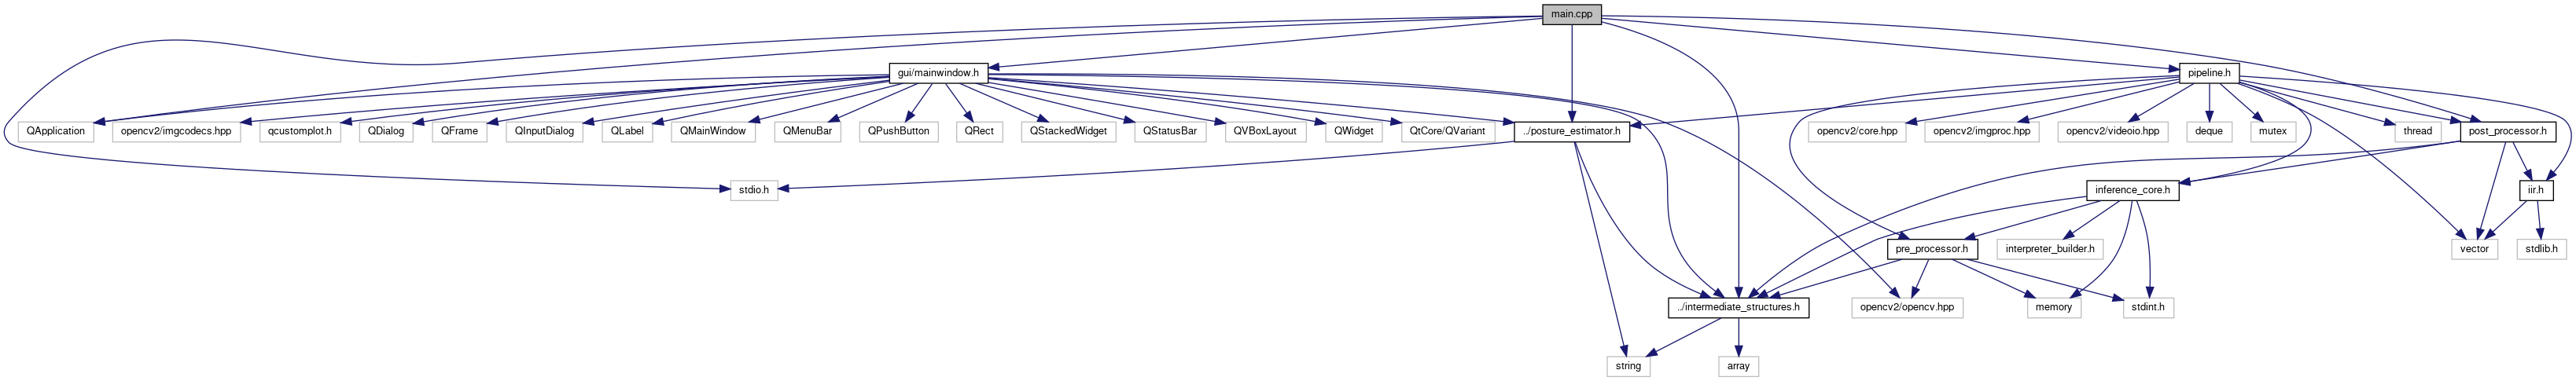 main.cpp
gui/mainwindow.h
pipeline.h
QApplication
opencv2/imgcodecs.hpp
qcustomplot.h
QDialog
QFrame
QInputDialog
QLabel
QMainWindow
QMenuBar
QPushButton
QRect
QStackedWidget
QStatusBar
QVBoxLayout
QWidget
QtCore/QVariant
../posture_estimator.h
opencv2/core.hpp
opencv2/imgproc.hpp
opencv2/videoio.hpp
deque
mutex
thread
post_processor.h
stdio.h
inference_core.h
iir.h
pre_processor.h
interpreter_builder.h
vector
stdlib.h
../intermediate_structures.h
opencv2/opencv.hpp
memory
stdint.h
string
array